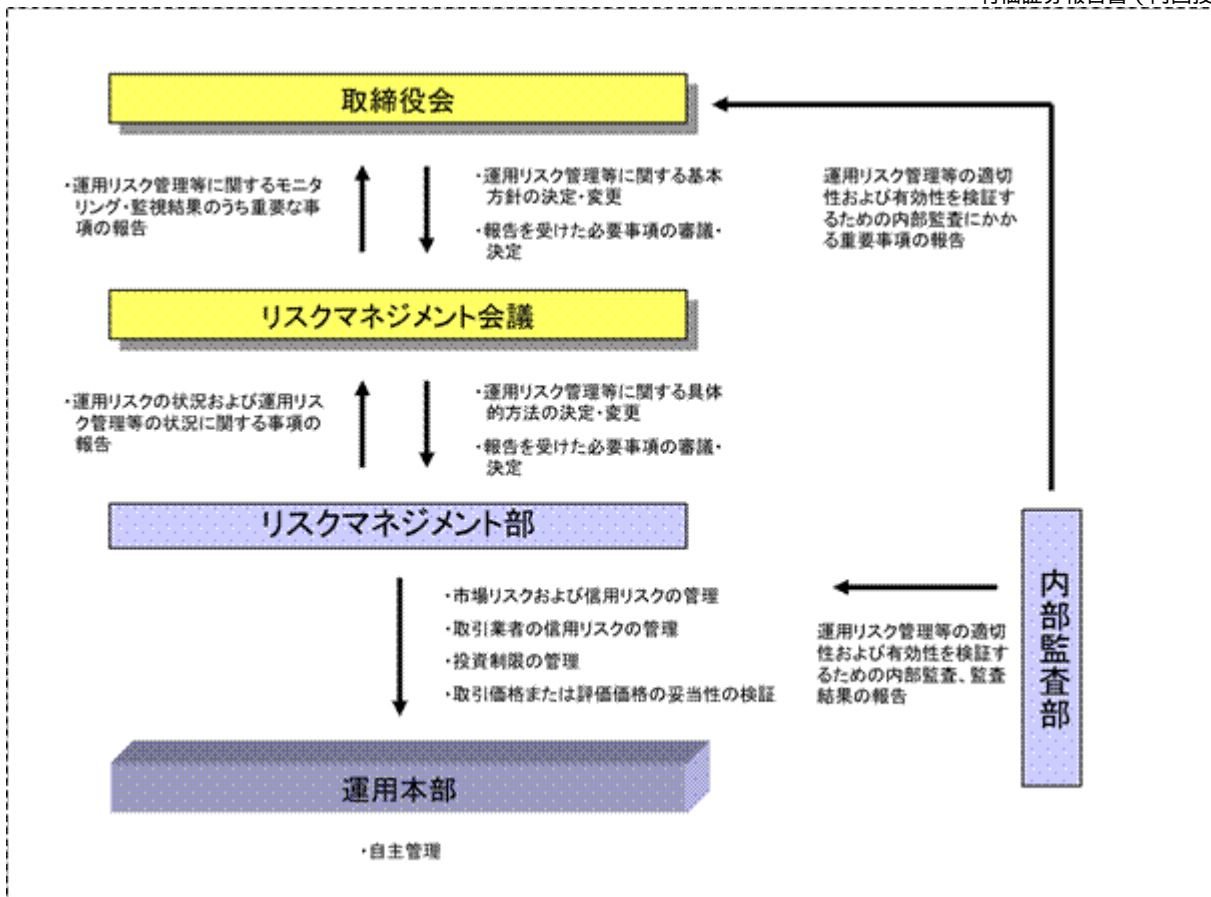 取締役会
・運用リスク管理等に関するモニタ
リング・監視結果のうち重要な事
項の報告
・運用リスク管理等に関する基本
方針の決定・変更
・報告を受けた必要事項の審議・
決定
運用リスク管理等の適切
性および有効性を検証す
るための内部監査にかか
る重要事項の報告
リスクマネジメント会議
・運用リスクの状況および運用リス
ク管理等の状況に関する事項の
報告
・運用リスク管理等に関する具体
的方法の決定・変更
・報告を受けた必要事項の審議・
決定
リスクマネジメント部
・市場リスクおよび信用リスクの管理
・取引業者の信用リスクの管理
・投資制限の管理
・取引価格または評価価格の妥当性の検証
運用リスク管理等の適切
性および有効性を検証す
るための内部監査、監査
結果の報告
内部監査部
運用本部
・自主管理